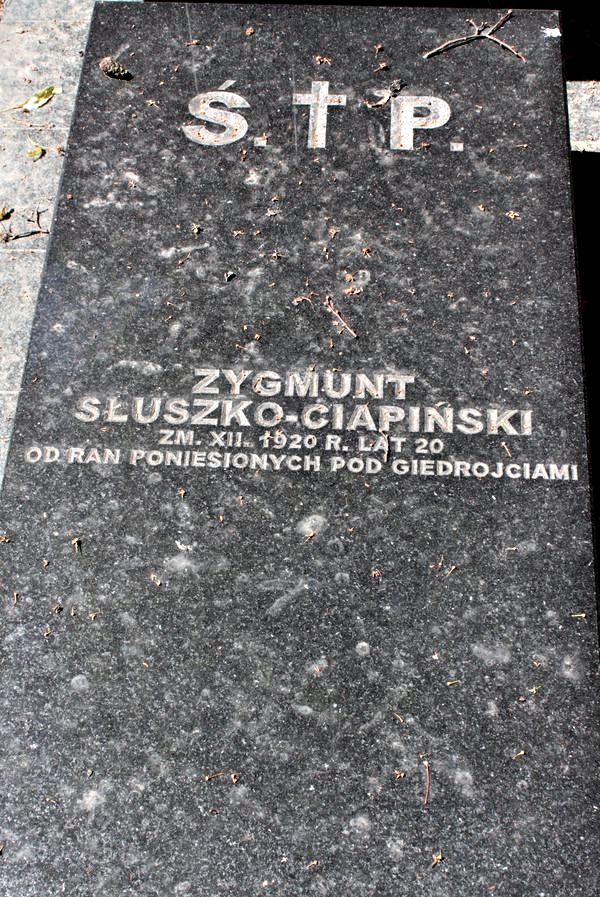 Ś. † P.
ZYGMUNT
SŁUSZKO-CIAPIŃSKI
ZM. XII. 1920 R. LAT 20
OD RAN PONIESIONYCH POD GIEDROJCIAMI